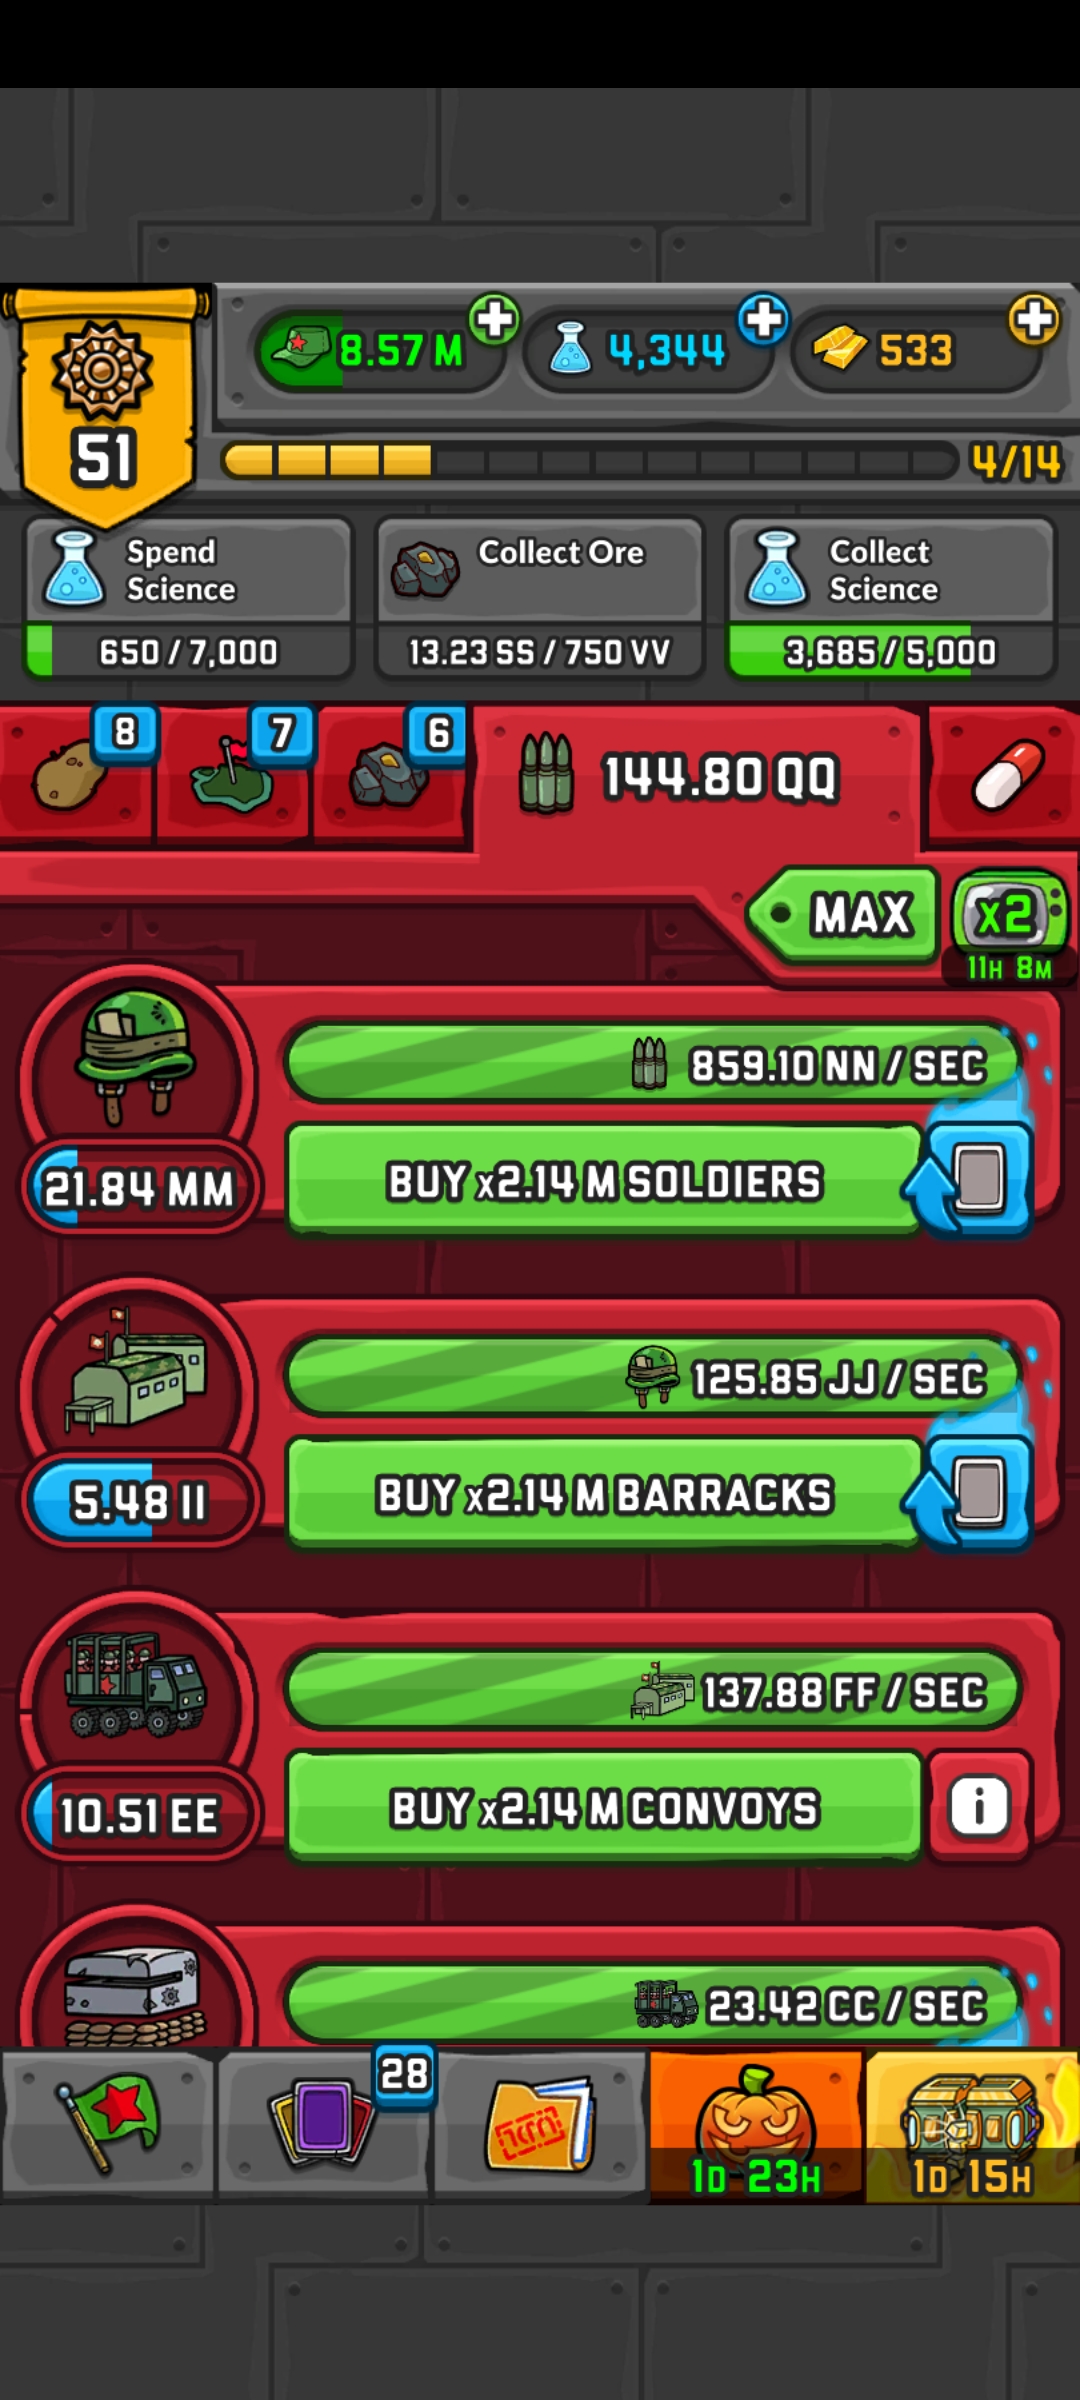 8.57 M
4,344
533
51
4/14
Spend
Science
650 / 7,000
Collect Ore
13.23 SS / 750 VV
Collect
Science
3,685 / 5,000
8
7
6
144.80 QQ
MAX
x2
11H 8M
859.10 NN / SEC
21.84 MM
BUY x2.14 M SOLDIERS
125.85 JJ / SEC
5.48 II
BUY x2.14 M BARRACKS
137.88 FF / SEC
10.51 EE
BUY x2.14 M CONVOYS
i
23.42 CC / SEC
28
1D 23H
1D 15H